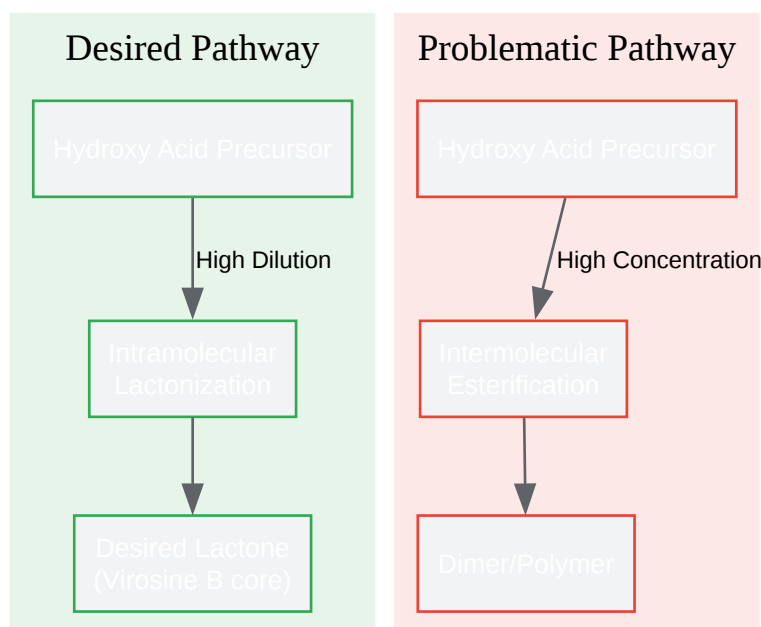 Desired Pathway
Hydroxy Acid Precursor
High Dilution
Intramolecular
Lactonization
Desired Lactone
(Virosine B core)
Problematic Pathway
Hydroxy Acid Precursor
High Concentration
Intermolecular
Esterification
Dimer/Polymer